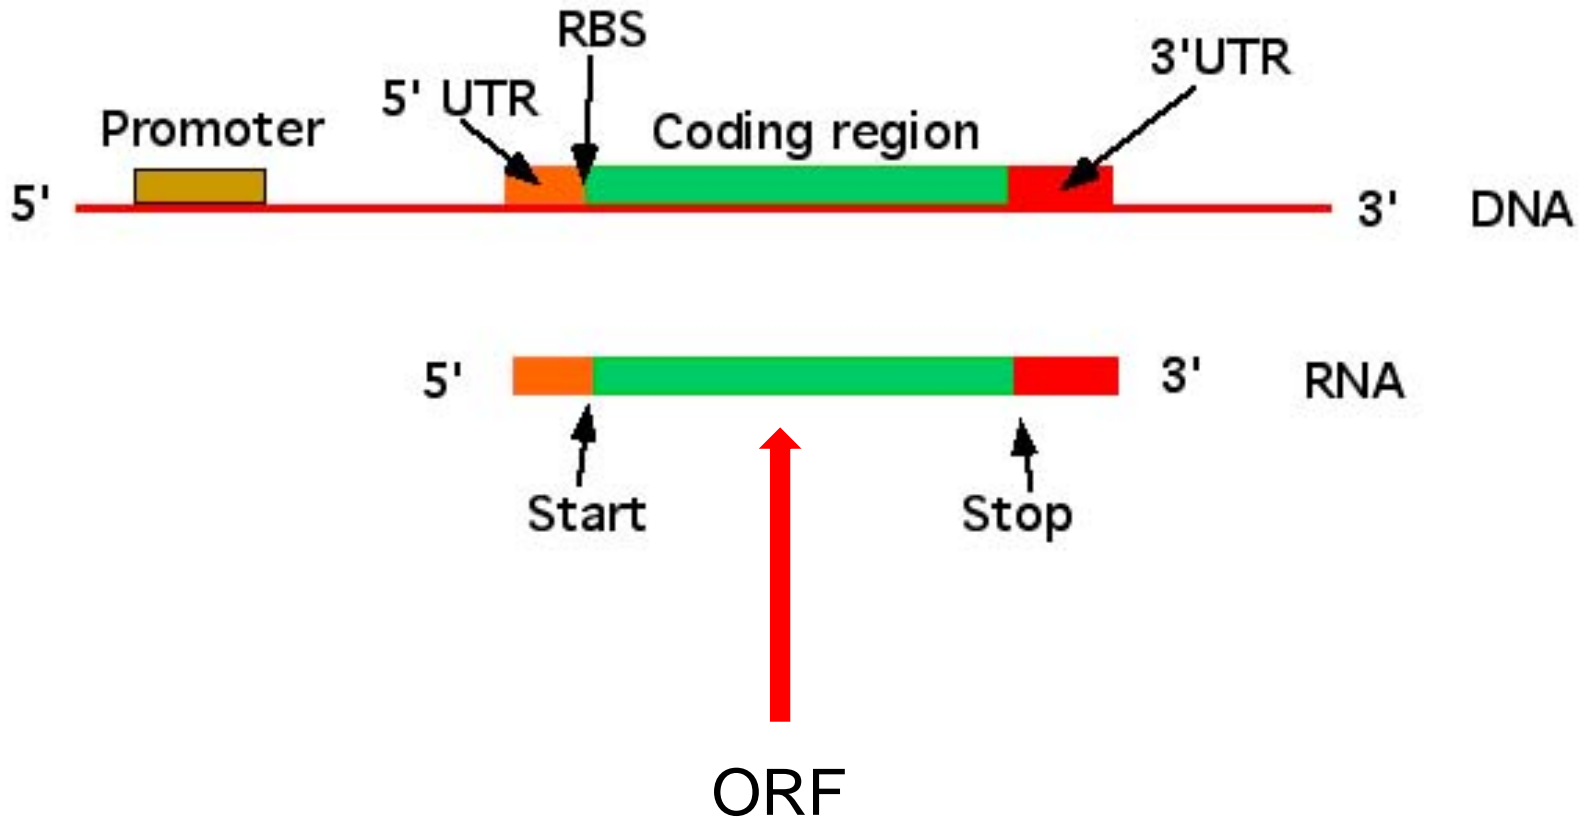 RBS
3'UTR
5' UTR
Promoter
Coding region
5'
3'
DNA
5'
3'
RNA
Start
Stop
ORF